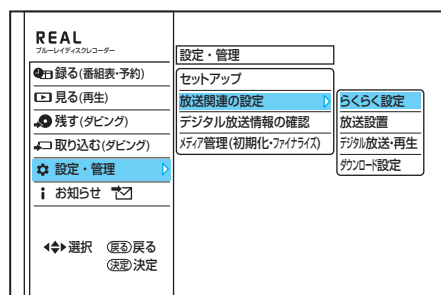 REAL
ブルーレイディスクレコーダー
録る(番組表・予約)
見る(再生)
残す(ダビング)
取り込む(ダビング)
設定・管理
お知らせ
選択 戻る戻る
決定決定
設定・管理
セットアップ
放送関連の設定
デジタル放送情報の確認
メディア管理(初期化・ファイナライズ)
らくらく設定
放送設置
デジタル放送・再生
ダウンロード設定